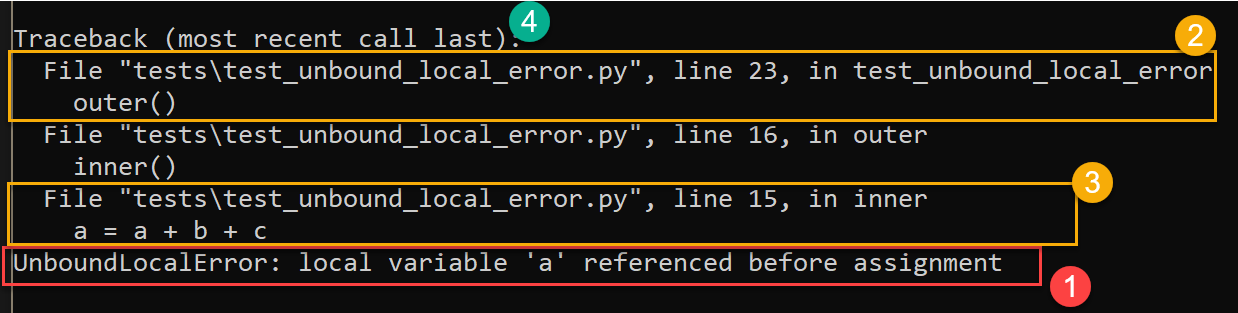 4
Traceback (most recent call last):
2
File "tests\test_unbound_local_error.py", line 23, in test_unbound_local_error
outer()
File "tests\test_unbound_local_error.py", line 16, in outer
inner()
3
File "tests\test_unbound_local_error.py", line 15, in inner
a = a + b + c
UnboundLocalError: local variable 'a' referenced before assignment
1